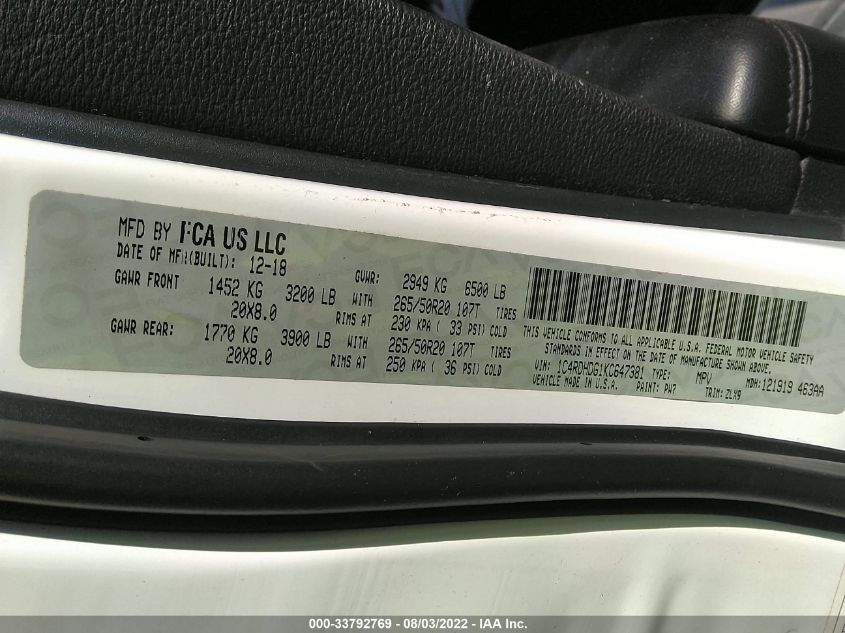 MFD BY FCA US LLC
DATE OF MFR(BUILT): 12-18 GVWR: 2949 KG 6500 LB
GAWR FRONT 1452 KG 3200 LB WITH 265/50R20 107T TIRES
20X8.0 RIMS AT 230 KPA ( 33 PSI) COLD
GAWR REAR: 1770 KG 3900 LB WITH 265/50R20 107T TIRES
20X8.0 RIMS AT 250 KPA ( 36 PSI) COLD
THIS VEHICLE CONFORMS TO ALL APPLICABLE U.S.A. FEDERAL MOTOR VEHICLE SAFETY
STANDARDS IN EFFECT ON THE DATE OF MANUFACTURE SHOWN ABOVE.
VIN: 1C4RDHDG1KC647381 TYPE: MPV MDH:121919 463AA
VEHICLE MADE IN U.S.A. PAINT: PW7 TRIM: ZLX9
000-33792769 - 08/03/2022 - IAA Inc.